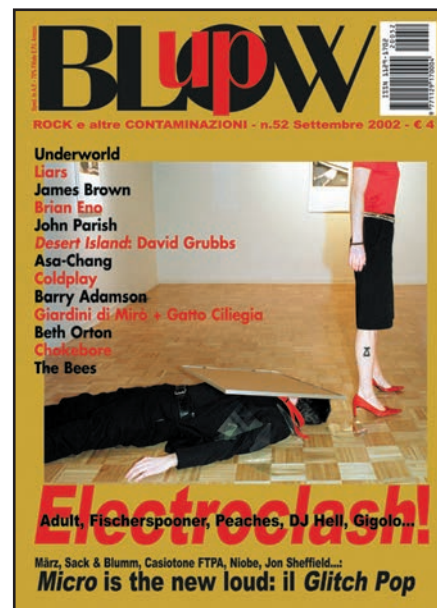 BLOW up
ROCK e altre CONTAMINAZIONI - n.52 Settembre 2002 - € 4
ISSN 1129-1702
Underworld
Liars
James Brown
Brian Eno
John Parish
Desert Island: David Grubbs
Asa-Chang
Coldplay
Barry Adamson
Giardini di Mirò + Gatto Ciliegia
Beth Orton
Chokebore
The Bees
Electroclash!
Adult, Fischerspooner, Peaches, DJ Hell, Gigolo...
März, Sack & Blumm, Casiotone FTPA, Niobe, Jon Sheffield...:
Micro is the new loud: il Glitch Pop